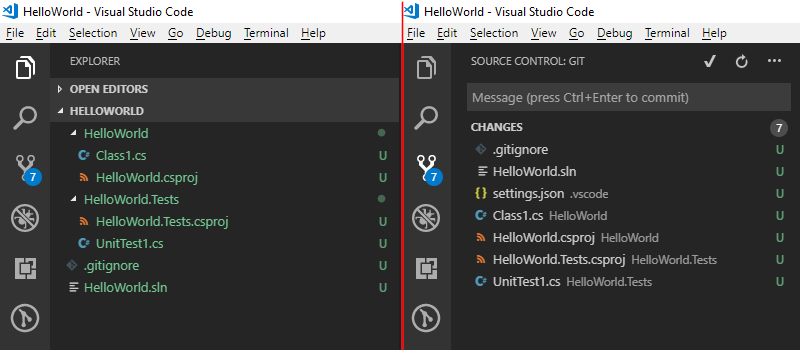 HelloWorld - Visual Studio Code
File Edit Selection View Go Debug Terminal Help
EXPLORER
OPEN EDITORS
HELLOWORLD
HelloWorld
Class1.cs U
HelloWorld.csproj U
7
HelloWorld.Tests
HelloWorld.Tests.csproj U
UnitTest1.cs U
.gitignore U
HelloWorld.sln U
HelloWorld - Visual Studio Code
File Edit Selection View Go Debug Terminal Help
SOURCE CONTROL: GIT
Message (press Ctrl+Enter to commit)
CHANGES 7
.gitignore U
HelloWorld.sln U
7
settings.json .vscode U
Class1.cs HelloWorld U
HelloWorld.csproj HelloWorld U
HelloWorld.Tests.csproj HelloWorld.Tests U
UnitTest1.cs HelloWorld.Tests U